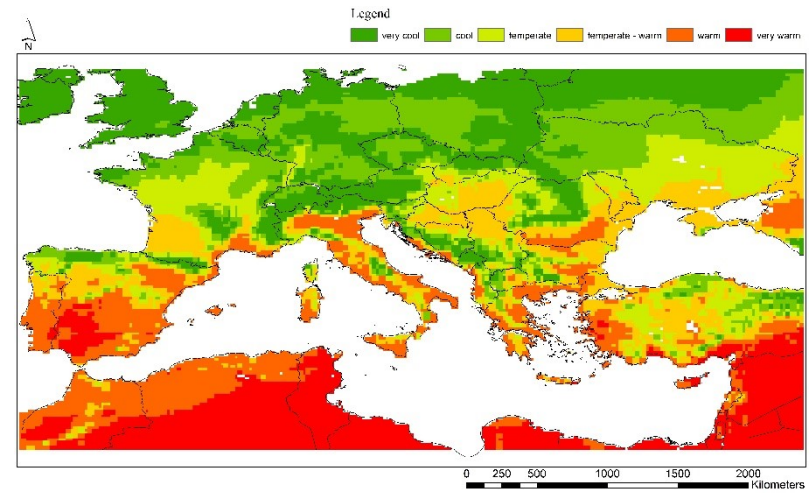 Legend
N
very cool cool temperate temperate - warm warm very warm
0 250 500 1000 1500 2000
Kilometers